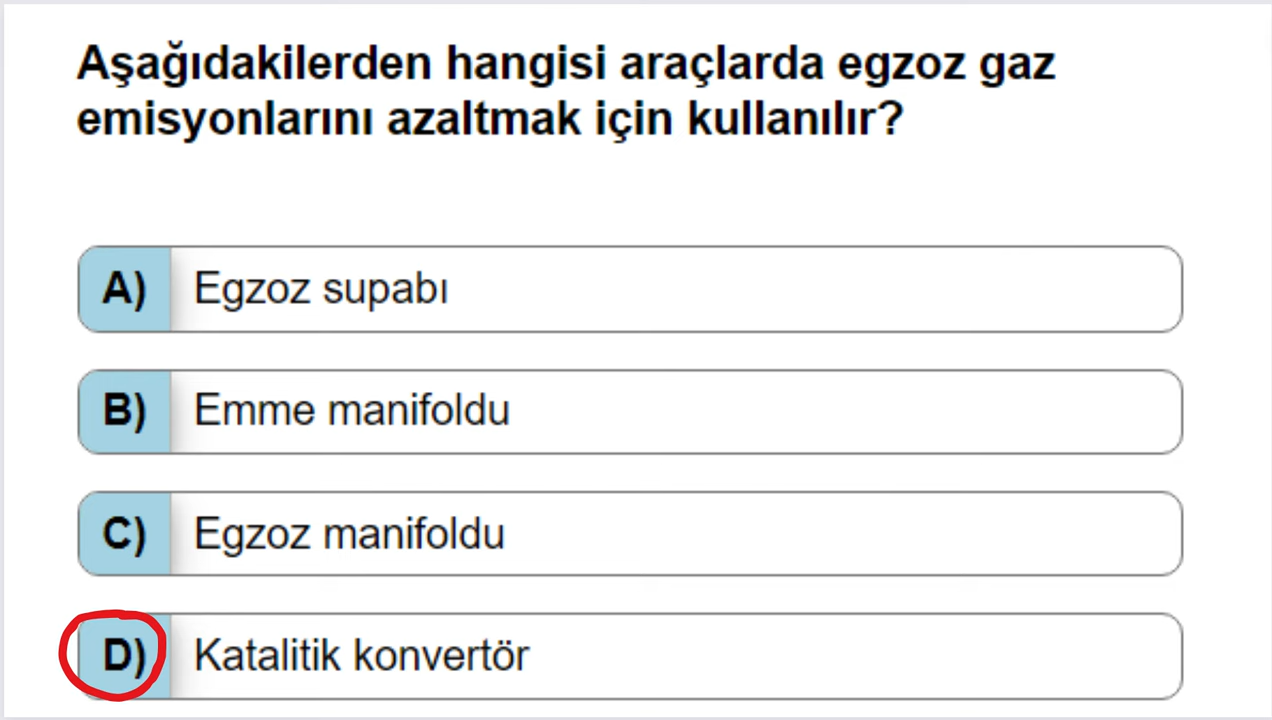 Aşağıdakilerden hangisi araçlarda egzoz gaz
emisyonlarını azaltmak için kullanılır?
A) Egzoz supabı
B) Emme manifoldu
C) Egzoz manifoldu
D) Katalitik konvertör